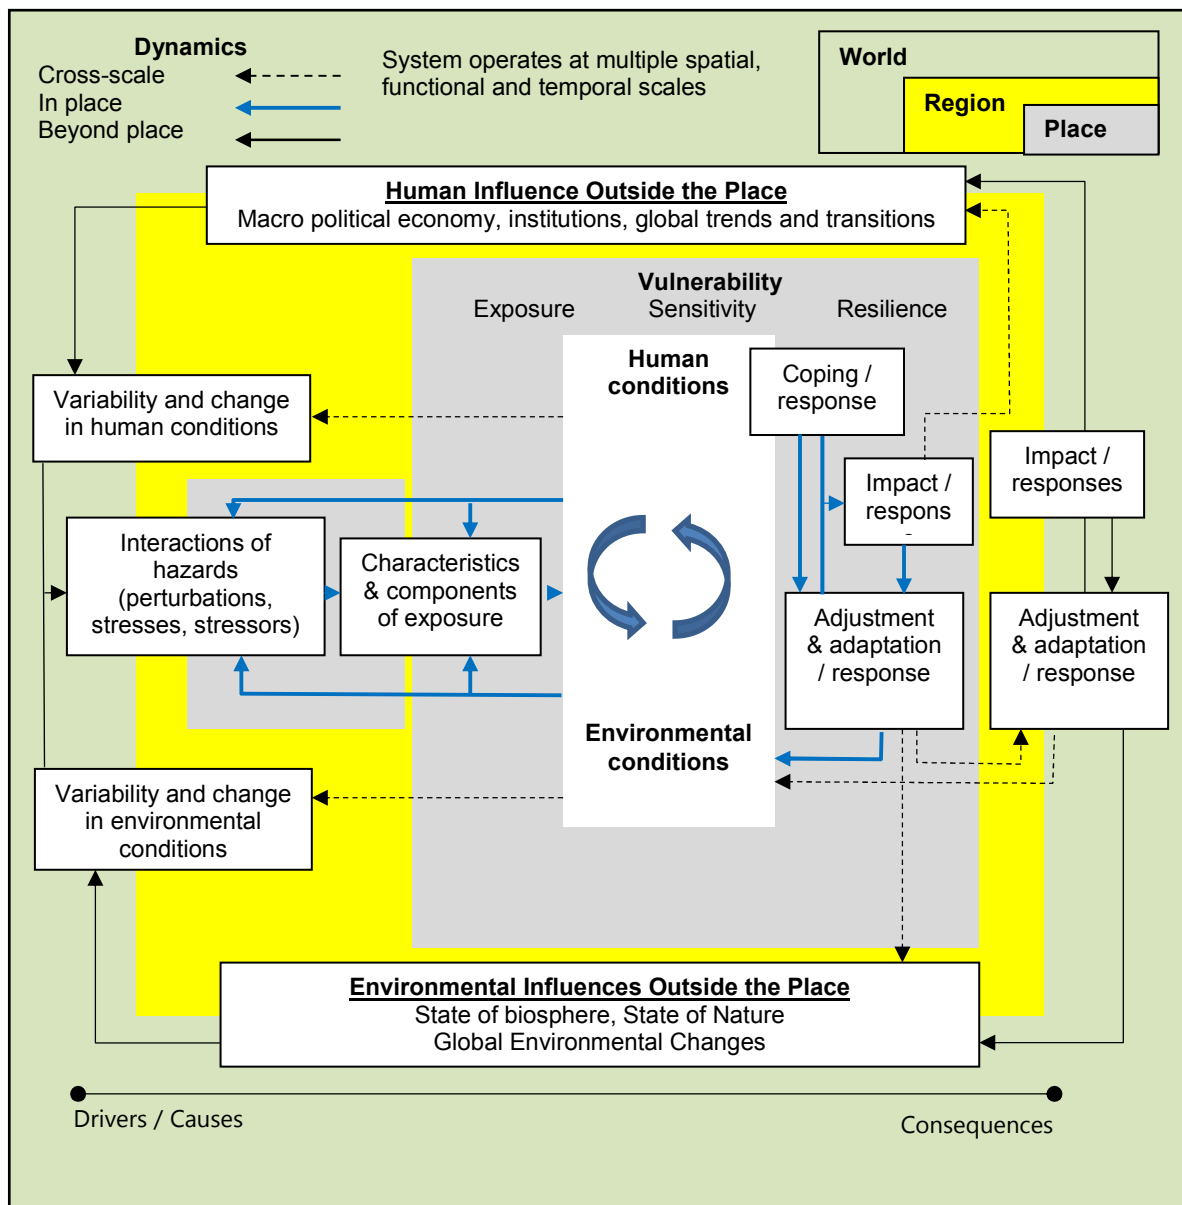 Dynamics
Cross-scale
In place
Beyond place
System operates at multiple spatial,
functional and temporal scales
World
Region
Place
Human Influence Outside the Place
Macro political economy, institutions, global trends and transitions
Vulnerability
Exposure
Sensitivity
Resilience
Human
conditions
Coping /
response
Variability and change
in human conditions
Impact /
respons
Impact /
responses
Interactions of
hazards
(perturbations,
stresses, stressors)
Characteristics
& components
of exposure
Adjustment
& adaptation
/ response
Adjustment
& adaptation
/ response
Environmental
conditions
Variability and change
in environmental
conditions
Environmental Influences Outside the Place
State of biosphere, State of Nature
Global Environmental Changes
Drivers / Causes
Consequences